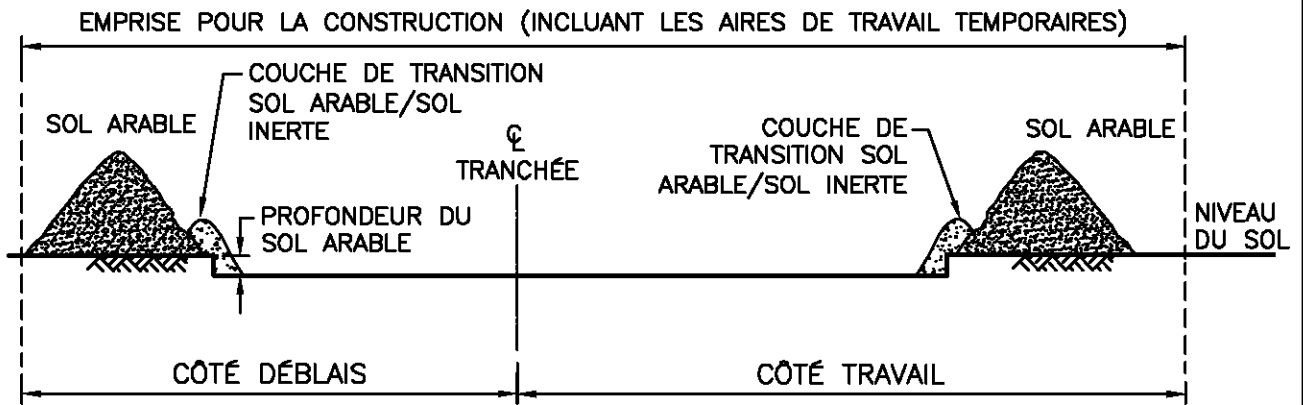 EMPRISE POUR LA CONSTRUCTION (INCLUANT LES AIRES DE TRAVAIL TEMPORAIRES)
COUCHE DE TRANSITION
SOL ARABLE/SOL
INERTE
SOL ARABLE
℄
TRANCHÉE
COUCHE DE
TRANSITION SOL
ARABLE/SOL INERTE
SOL ARABLE
PROFONDEUR DU
SOL ARABLE
NIVEAU
DU SOL
CÔTÉ DÉBLAIS
CÔTÉ TRAVAIL